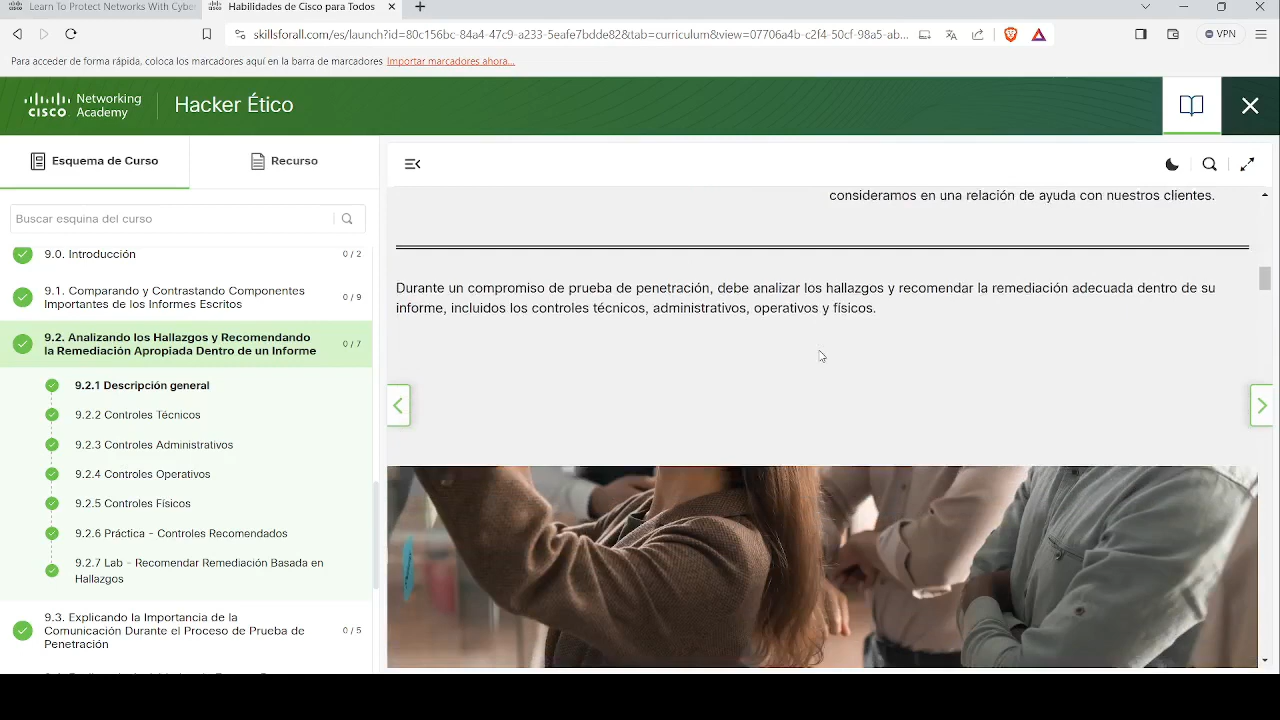 Learn To Protect Networks With Cyber
Habilidades de Cisco para Todos
skillsforall.com/es/launch?id=80c156bc-84a4-47c9-a233-5eafe7bdde82&tab=curriculum&view=07706a4b-c2f4-50cf-98a5-ab...
VPN
Para acceder de forma rápida, coloca los marcadores aquí en la barra de marcadores Importar marcadores ahora...
CISCO Networking Academy
Hacker Ético
Esquema de Curso
Recurso
Buscar esquina del curso
9.0. Introducción 0 / 2
9.1. Comparando y Contrastando Componentes
Importantes de los Informes Escritos 0 / 9
9.2. Analizando los Hallazgos y Recomendando
la Remediación Apropiada Dentro de un Informe 0 / 7
9.2.1 Descripción general
9.2.2 Controles Técnicos
9.2.3 Controles Administrativos
9.2.4 Controles Operativos
9.2.5 Controles Físicos
9.2.6 Práctica - Controles Recomendados
9.2.7 Lab - Recomendar Remediación Basada en
Hallazgos
9.3. Explicando la Importancia de la
Comunicación Durante el Proceso de Prueba de
Penetración 0 / 5
consideramos en una relación de ayuda con nuestros clientes.
Durante un compromiso de prueba de penetración, debe analizar los hallazgos y recomendar la remediación adecuada dentro de su
informe, incluidos los controles técnicos, administrativos, operativos y físicos.